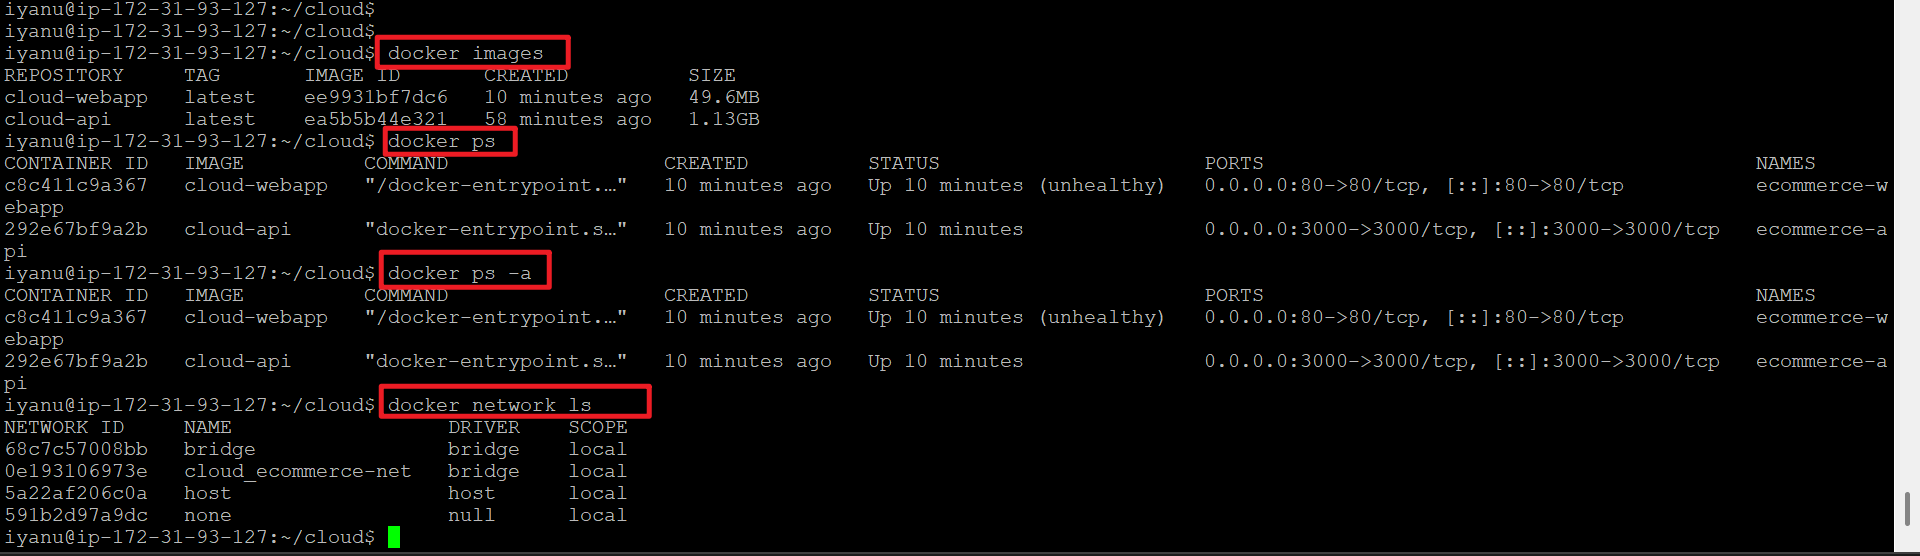 iyanu@ip-172-31-93-127:~/cloud$
iyanu@ip-172-31-93-127:~/cloud$
iyanu@ip-172-31-93-127:~/cloud$ docker images
REPOSITORY     TAG       IMAGE ID       CREATED          SIZE
cloud-webapp   latest    ee9931bf7dc6   10 minutes ago   49.6MB
cloud-api      latest    ea5b5b44e321   58 minutes ago   1.13GB
iyanu@ip-172-31-93-127:~/cloud$ docker ps
CONTAINER ID   IMAGE          COMMAND                  CREATED          STATUS                      PORTS                                         NAMES
c8c411c9a367   cloud-webapp   "/docker-entrypoint.…"   10 minutes ago   Up 10 minutes (unhealthy)   0.0.0.0:80->80/tcp, [::]:80->80/tcp           ecommerce-w
ebapp
292e67bf9a2b   cloud-api      "docker-entrypoint.s…"   10 minutes ago   Up 10 minutes               0.0.0.0:3000->3000/tcp, [::]:3000->3000/tcp   ecommerce-a
pi
iyanu@ip-172-31-93-127:~/cloud$ docker ps -a
CONTAINER ID   IMAGE          COMMAND                  CREATED          STATUS                      PORTS                                         NAMES
c8c411c9a367   cloud-webapp   "/docker-entrypoint.…"   10 minutes ago   Up 10 minutes (unhealthy)   0.0.0.0:80->80/tcp, [::]:80->80/tcp           ecommerce-w
ebapp
292e67bf9a2b   cloud-api      "docker-entrypoint.s…"   10 minutes ago   Up 10 minutes               0.0.0.0:3000->3000/tcp, [::]:3000->3000/tcp   ecommerce-a
pi
iyanu@ip-172-31-93-127:~/cloud$ docker network ls
NETWORK ID     NAME                  DRIVER    SCOPE
68c7c57008bb   bridge                bridge    local
0e193106973e   cloud_ecommerce-net   bridge    local
5a22af206c0a   host                  host      local
591b2d97a9dc   none                  null      local
iyanu@ip-172-31-93-127:~/cloud$